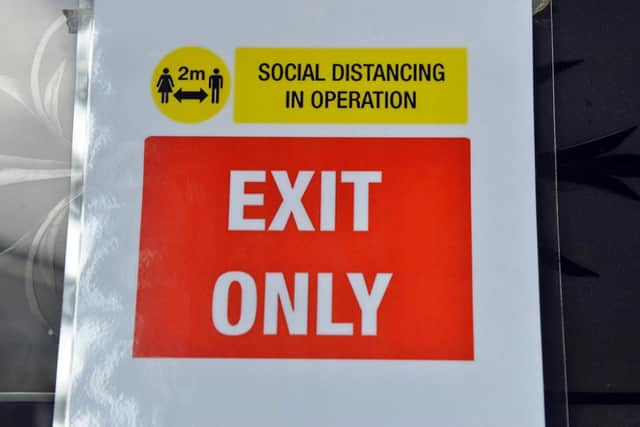 2m
SOCIAL DISTANCING
IN OPERATION
EXIT
ONLY